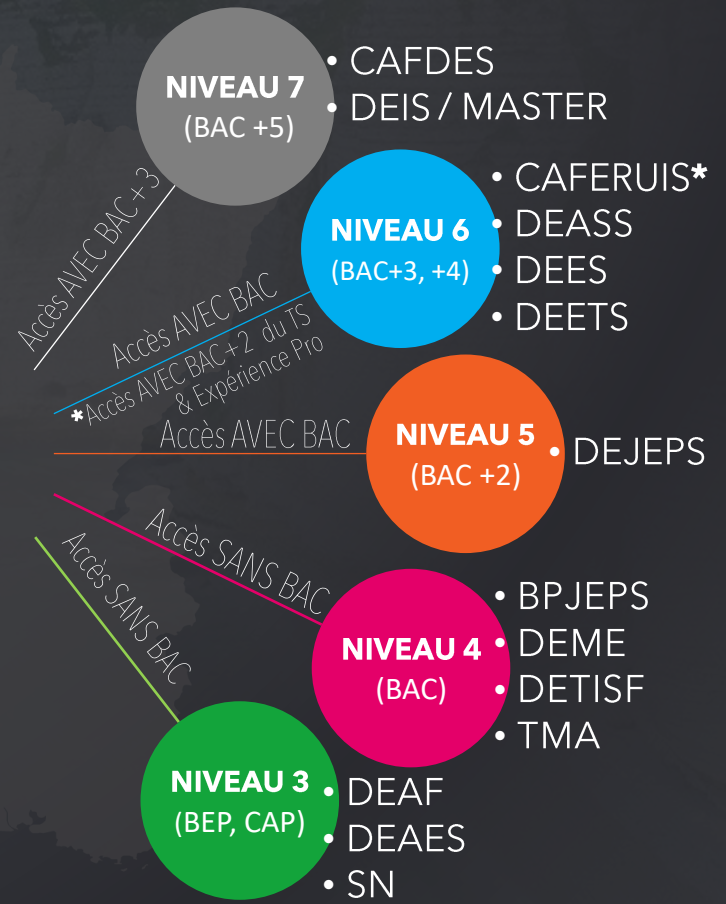 NIVEAU 7
(BAC +5)
• CAFDES
• DEIS / MASTER
Accès AVEC BAC+3
NIVEAU 6
(BAC+3, +4)
• CAFERUIS*
• DEASS
• DEES
• DEETS
Accès AVEC BAC
*Accès AVEC BAC+2 du TS
& Expérience Pro
Accès AVEC BAC
NIVEAU 5
(BAC +2)
• DEJEPS
Accès SANS BAC
NIVEAU 4
(BAC)
• BPJEPS
• DEME
• DETISF
• TMA
Accès SANS BAC
NIVEAU 3
(BEP, CAP)
• DEAF
• DEAES
• SN